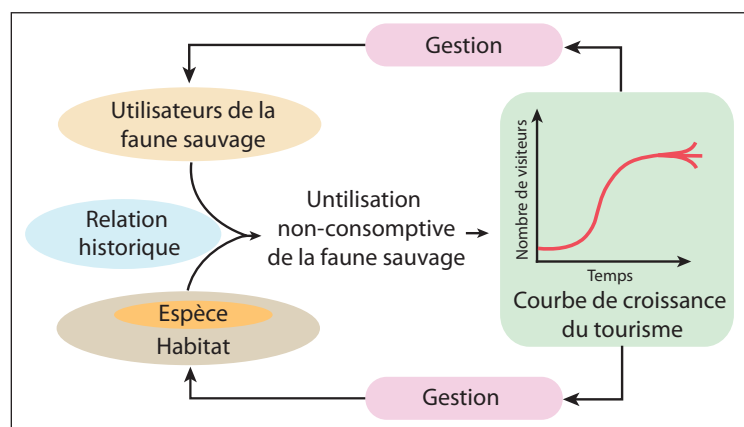 Gestion
Utilisateurs de la
faune sauvage
Relation
historique
Untilisation
non-comsomptive
de la faune sauvage
Espèce
Habitat
Nombre de visiteurs
Temps
Courbe de croissance
du tourisme
Gestion